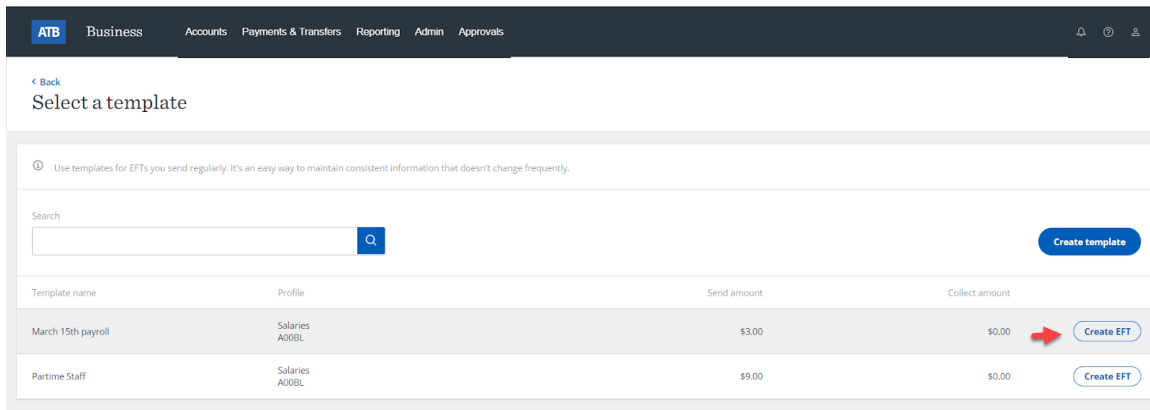 ATB Business Accounts Payments & Transfers Reporting Admin Approvals
< Back
Select a template
Use templates for EFTs you send regularly. It's an easy way to maintain consistent information that doesn't change frequently.
Search
Create template
Template name Profile Send amount Collect amount
March 15th payroll Salaries $3.00 $0.00 Create EFT
A00BL
Partime Staff Salaries $9.00 $0.00 Create EFT
A00BL